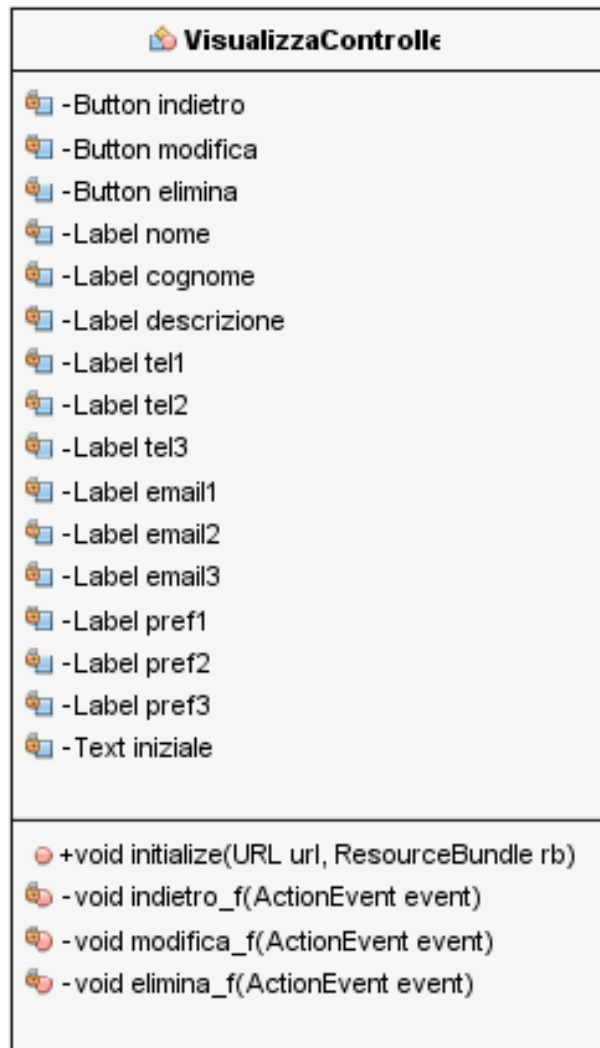 VisualizzaControlle
-Button indietro
-Button modifica
-Button elimina
-Label nome
-Label cognome
-Label descrizione
-Label tel1
-Label tel2
-Label tel3
-Label email1
-Label email2
-Label email3
-Label pref1
-Label pref2
-Label pref3
-Text iniziale
+void initialize(URL url, ResourceBundle rb)
-void indietro_f(ActionEvent event)
-void modifica_f(ActionEvent event)
-void elimina_f(ActionEvent event)